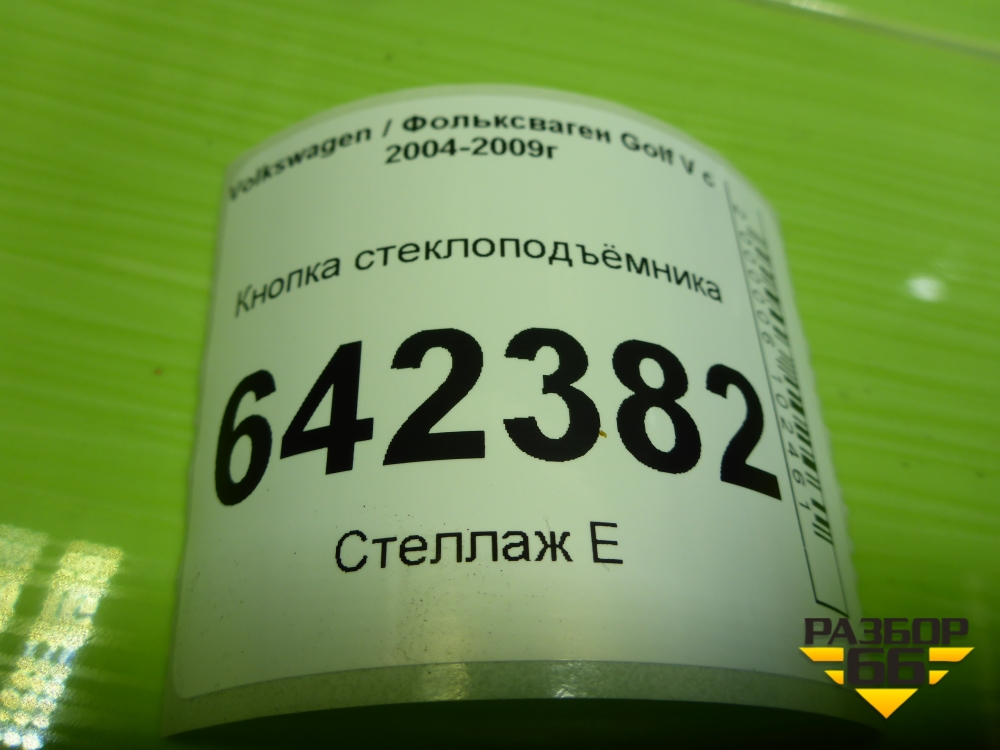 Volkswagen / Фольксваген Golf V с
2004-2009г
Кнопка стеклоподъёмника
642382
Стеллаж Е
РАЗБОР
66